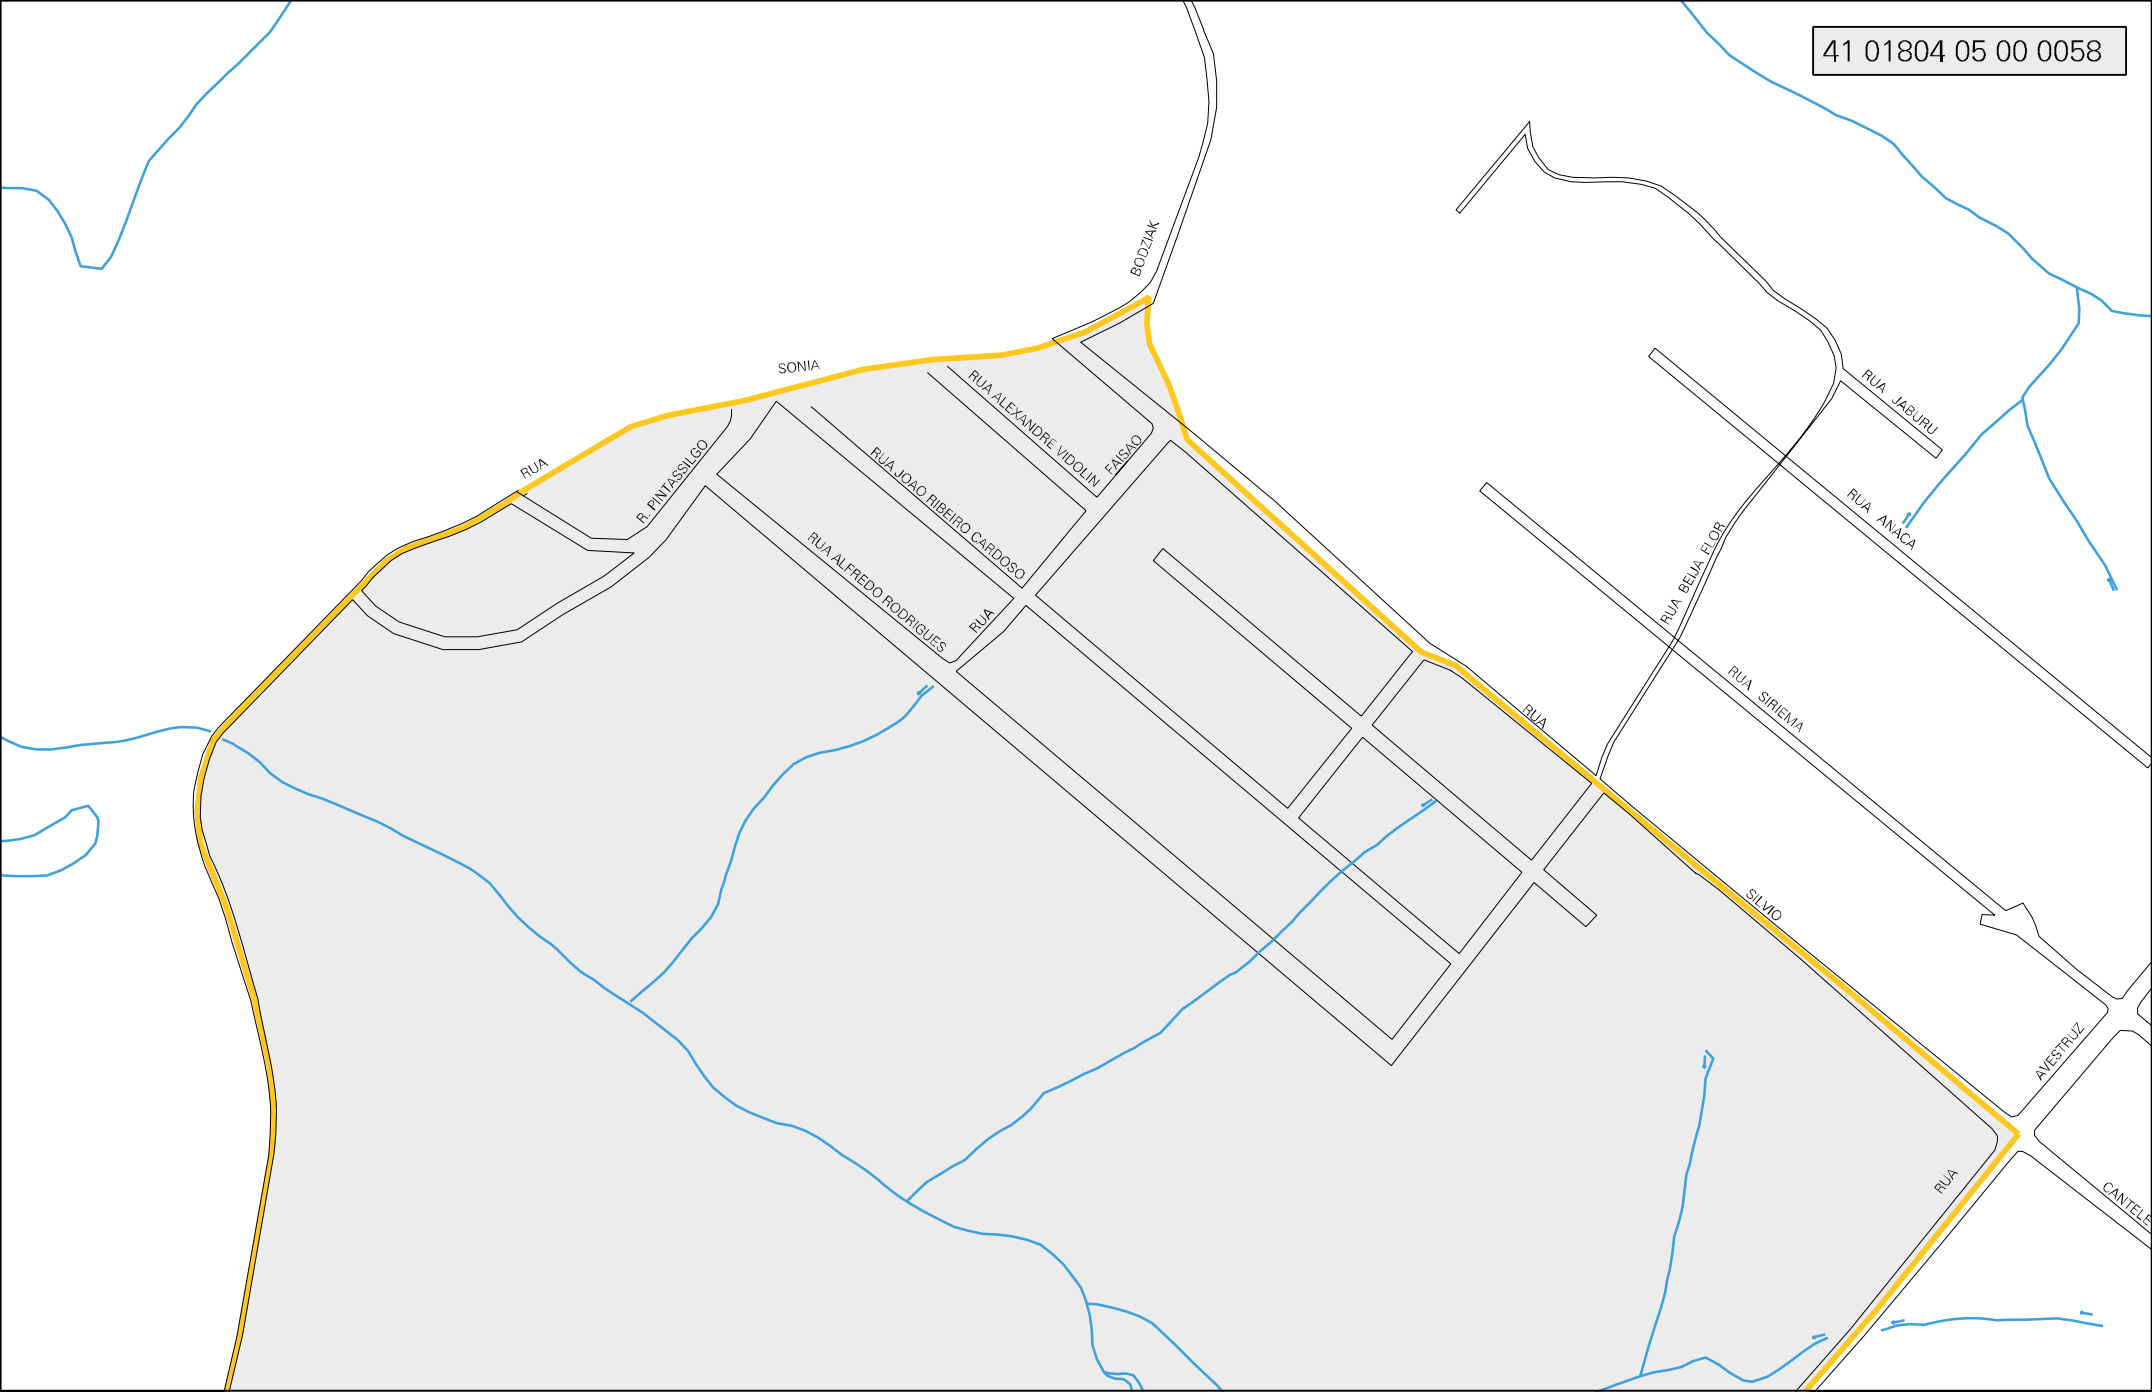 41 01804 05 00 0058
BODZIAK
SONIA
RUA
R. PINTASSILGO
RUA ALEXANDRE VIDOLIN
FAISAO
RUA JOAO RIBEIRO CARDOSO
RUA ALFREDO RODRIGUES
RUA
RUA JABURU
RUA ANACA
RUA BEIJA FLOR
RUA SIRIEMA
RUA
SILVIO
AVESTRUZ
RUA